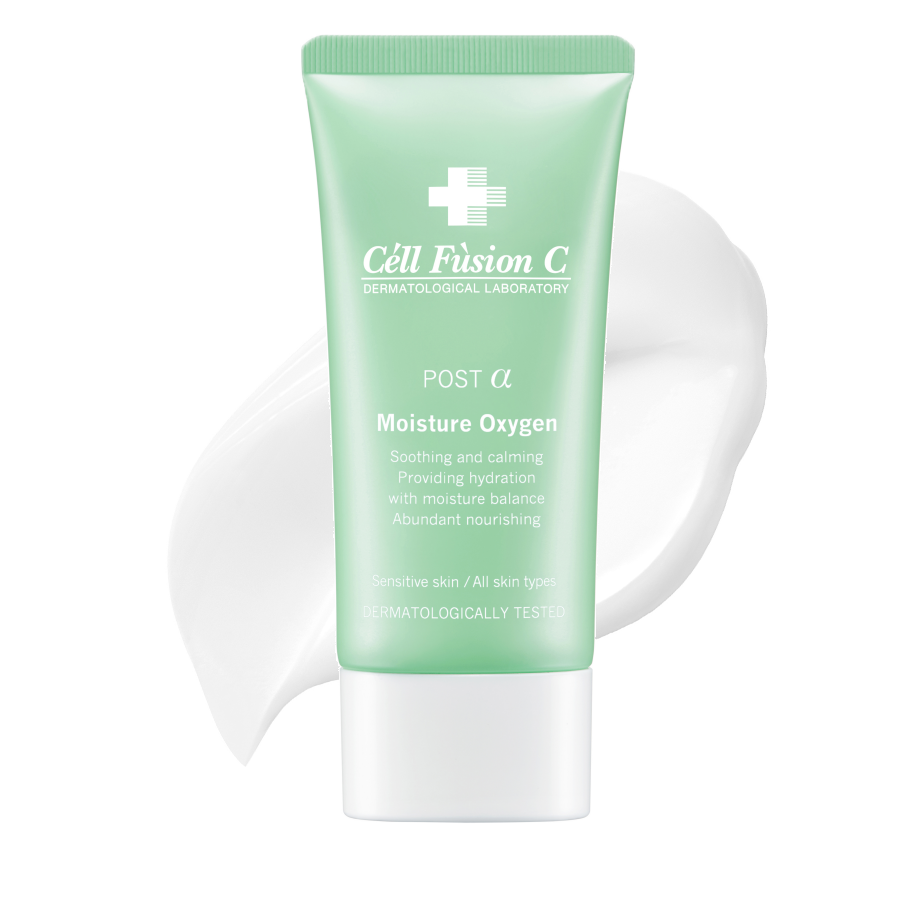 Céll Fùsion C
DERMATOLOGICAL LABORATORY
POST α
Moisture Oxygen
Soothing and calming
Providing hydration
with moisture balance
Abundant nourishing
Sensitive skin / All skin types
DERMATOLOGICALLY TESTED